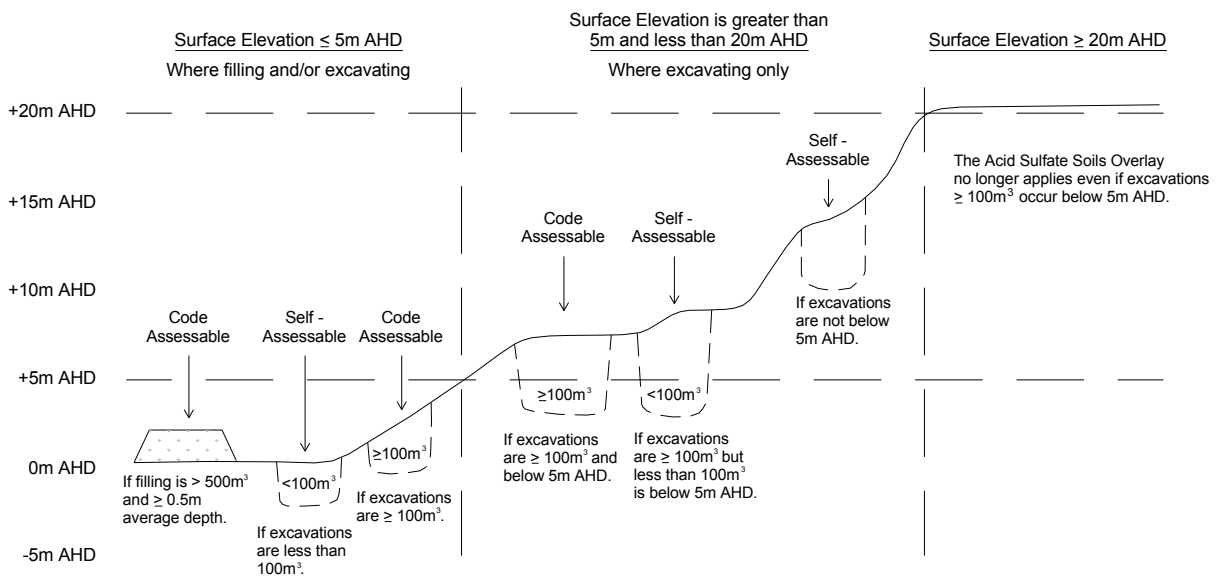 Surface Elevation ≤ 5m AHD
Where filling and/or excavating
Surface Elevation is greater than
5m and less than 20m AHD
Where excavating only
Surface Elevation ≥ 20m AHD
+20m AHD
+15m AHD
+10m AHD
+5m AHD
0m AHD
-5m AHD
Code
Assessable
If filling is > 500m³
and ≥ 0.5m
average depth.
Self -
Assessable
<100m³
If excavations
are less than
100m³.
Code
Assessable
≥100m³
If excavations
are ≥ 100m³.
Code
Assessable
≥100m³
If excavations
are ≥ 100m³ and
below 5m AHD.
Self -
Assessable
<100m³
If excavations
are ≥ 100m³ but
less than 100m³
is below 5m AHD.
Self -
Assessable
If excavations
are not below
5m AHD.
The Acid Sulfate Soils Overlay
no longer applies even if excavations
≥ 100m³ occur below 5m AHD.